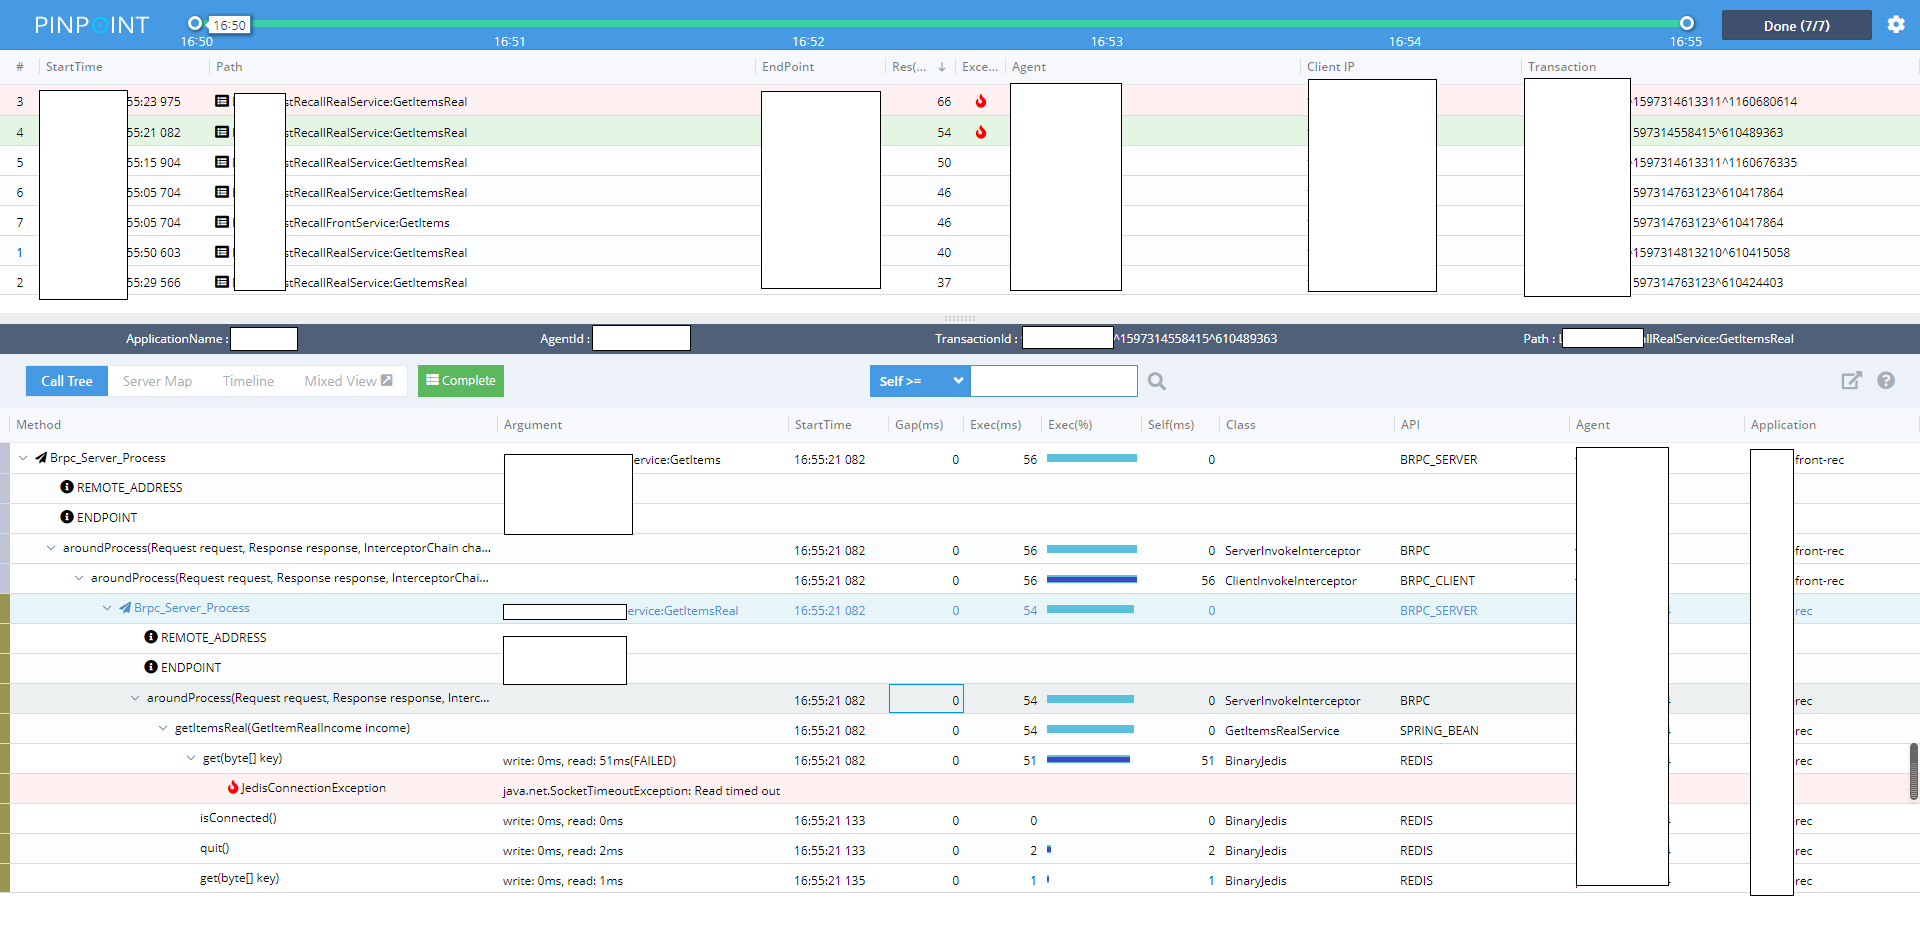 PINPOINT 16:50 Done (7/7)
16:50 16:51 16:52 16:53 16:54 16:55
# StartTime Path EndPoint Res(... Exce... Agent Client IP Transaction
3 55:23 975 stRecallRealService:GetItemsReal 66 ^1597314613311^1160680614
4 55:21 082 stRecallRealService:GetItemsReal 54 597314558415^610489363
5 55:15 904 stRecallRealService:GetItemsReal 50 ^1597314613311^1160676335
6 55:05 704 stRecallRealService:GetItemsReal 46 597314763123^610417864
7 55:05 704 stRecallFrontService:GetItems 46 597314763123^610417864
1 55:50 603 stRecallRealService:GetItemsReal 40 ^1597314813210^610415058
2 55:29 566 stRecallRealService:GetItemsReal 37 597314763123^610424403
ApplicationName : AgentId : TransactionId : ^1597314558415^610489363 Path : llRealService:GetItemsReal
Call Tree Server Map Timeline Mixed View Complete Self >=
Method Argument StartTime Gap(ms) Exec(ms) Exec(%) Self(ms) Class API Agent Application
Brpc_Server_Process ervice:GetItems 16:55:21 082 0 56 0 BRPC_SERVER front-rec
REMOTE_ADDRESS
ENDPOINT
aroundProcess(Request request, Response response, InterceptorChain cha... 16:55:21 082 0 56 0 ServerInvokeInterceptor BRPC front-rec
aroundProcess(Request request, Response response, InterceptorChai... 16:55:21 082 0 56 56 ClientInvokeInterceptor BRPC_CLIENT front-rec
Brpc_Server_Process ervice:GetItemsReal 16:55:21 082 0 54 0 BRPC_SERVER rec
REMOTE_ADDRESS
ENDPOINT
aroundProcess(Request request, Response response, Interc... 16:55:21 082 0 54 0 ServerInvokeInterceptor BRPC rec
getItemsReal(GetItemRealIncome income) 16:55:21 082 0 54 0 GetItemsRealService SPRING_BEAN rec
get(byte[] key) write: 0ms, read: 51ms(FAILED) 16:55:21 082 0 51 51 BinaryJedis REDIS rec
JedisConnectionException java.net.SocketTimeoutException: Read timed out
isConnected() write: 0ms, read: 0ms 16:55:21 133 0 0 0 BinaryJedis REDIS rec
quit() write: 0ms, read: 2ms 16:55:21 133 0 2 2 BinaryJedis REDIS rec
get(byte[] key) write: 0ms, read: 1ms 16:55:21 135 0 1 1 BinaryJedis REDIS rec